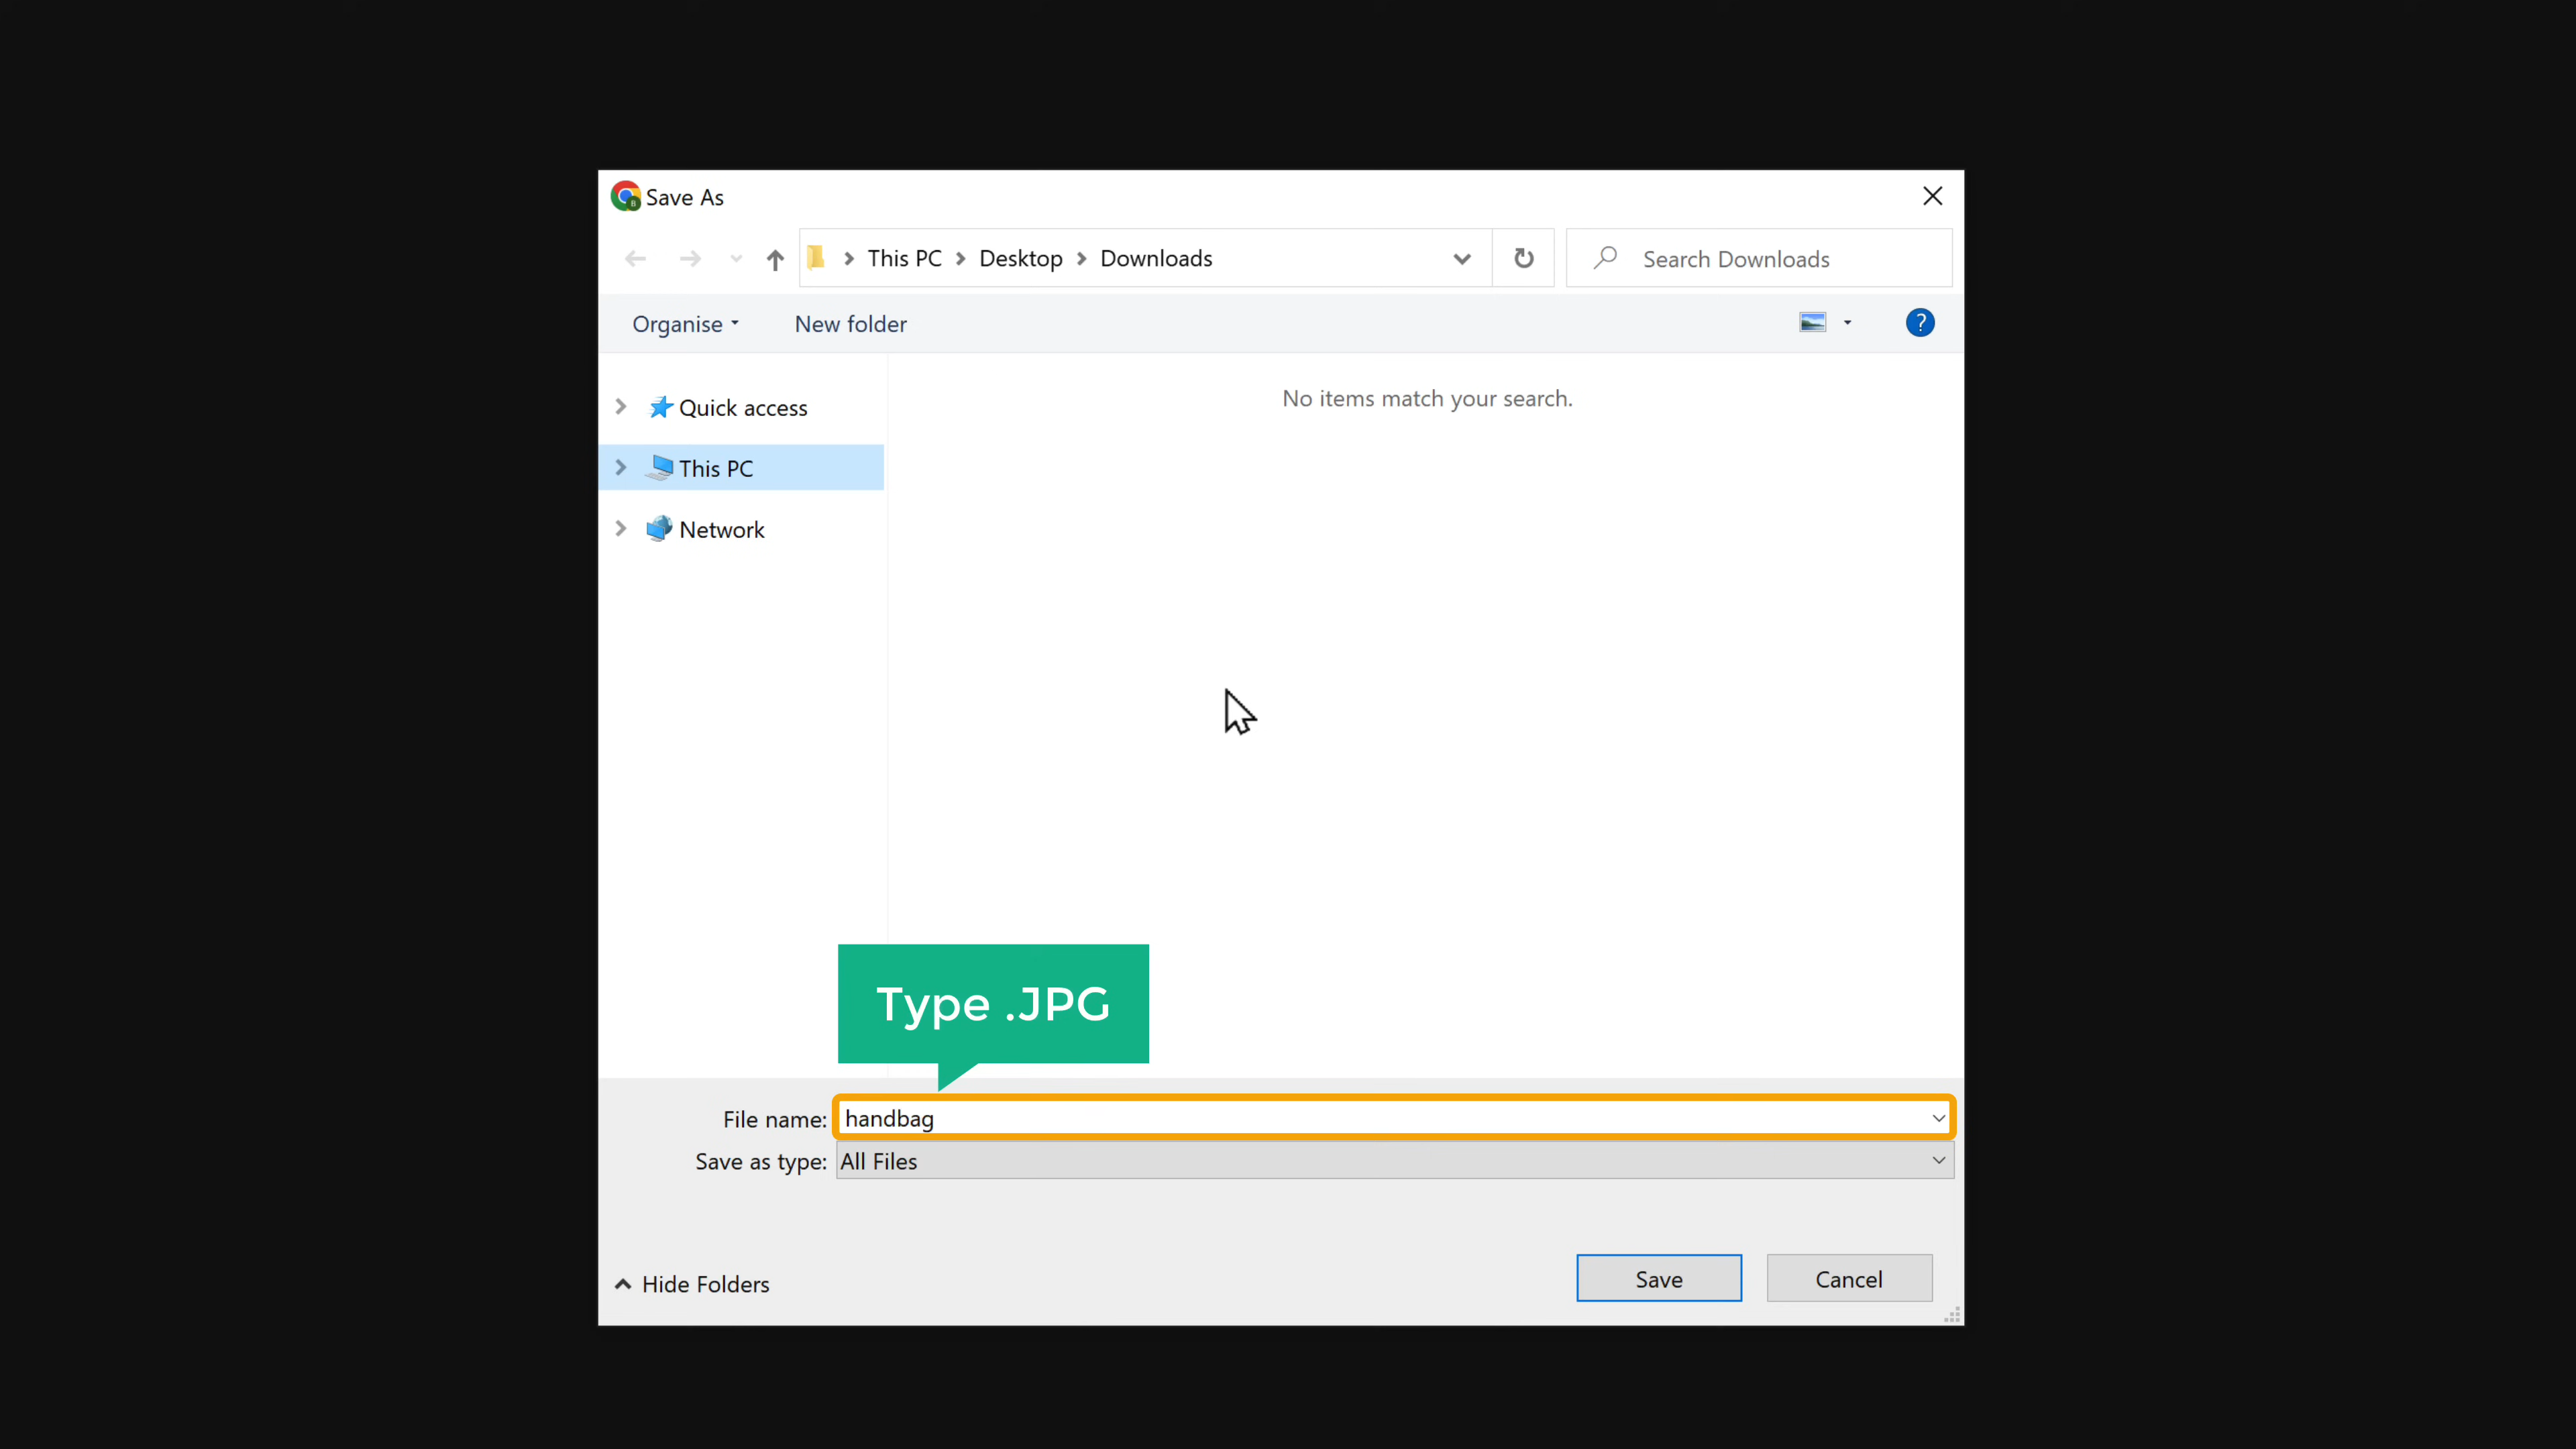 Save As
This PC
Desktop
Downloads
Search Downloads
Organise
New folder
?
Quick access
No items match your search.
This PC
Network
Type .JPG
File name:
handbag
Save as type:
All Files
Hide Folders
Save
Cancel